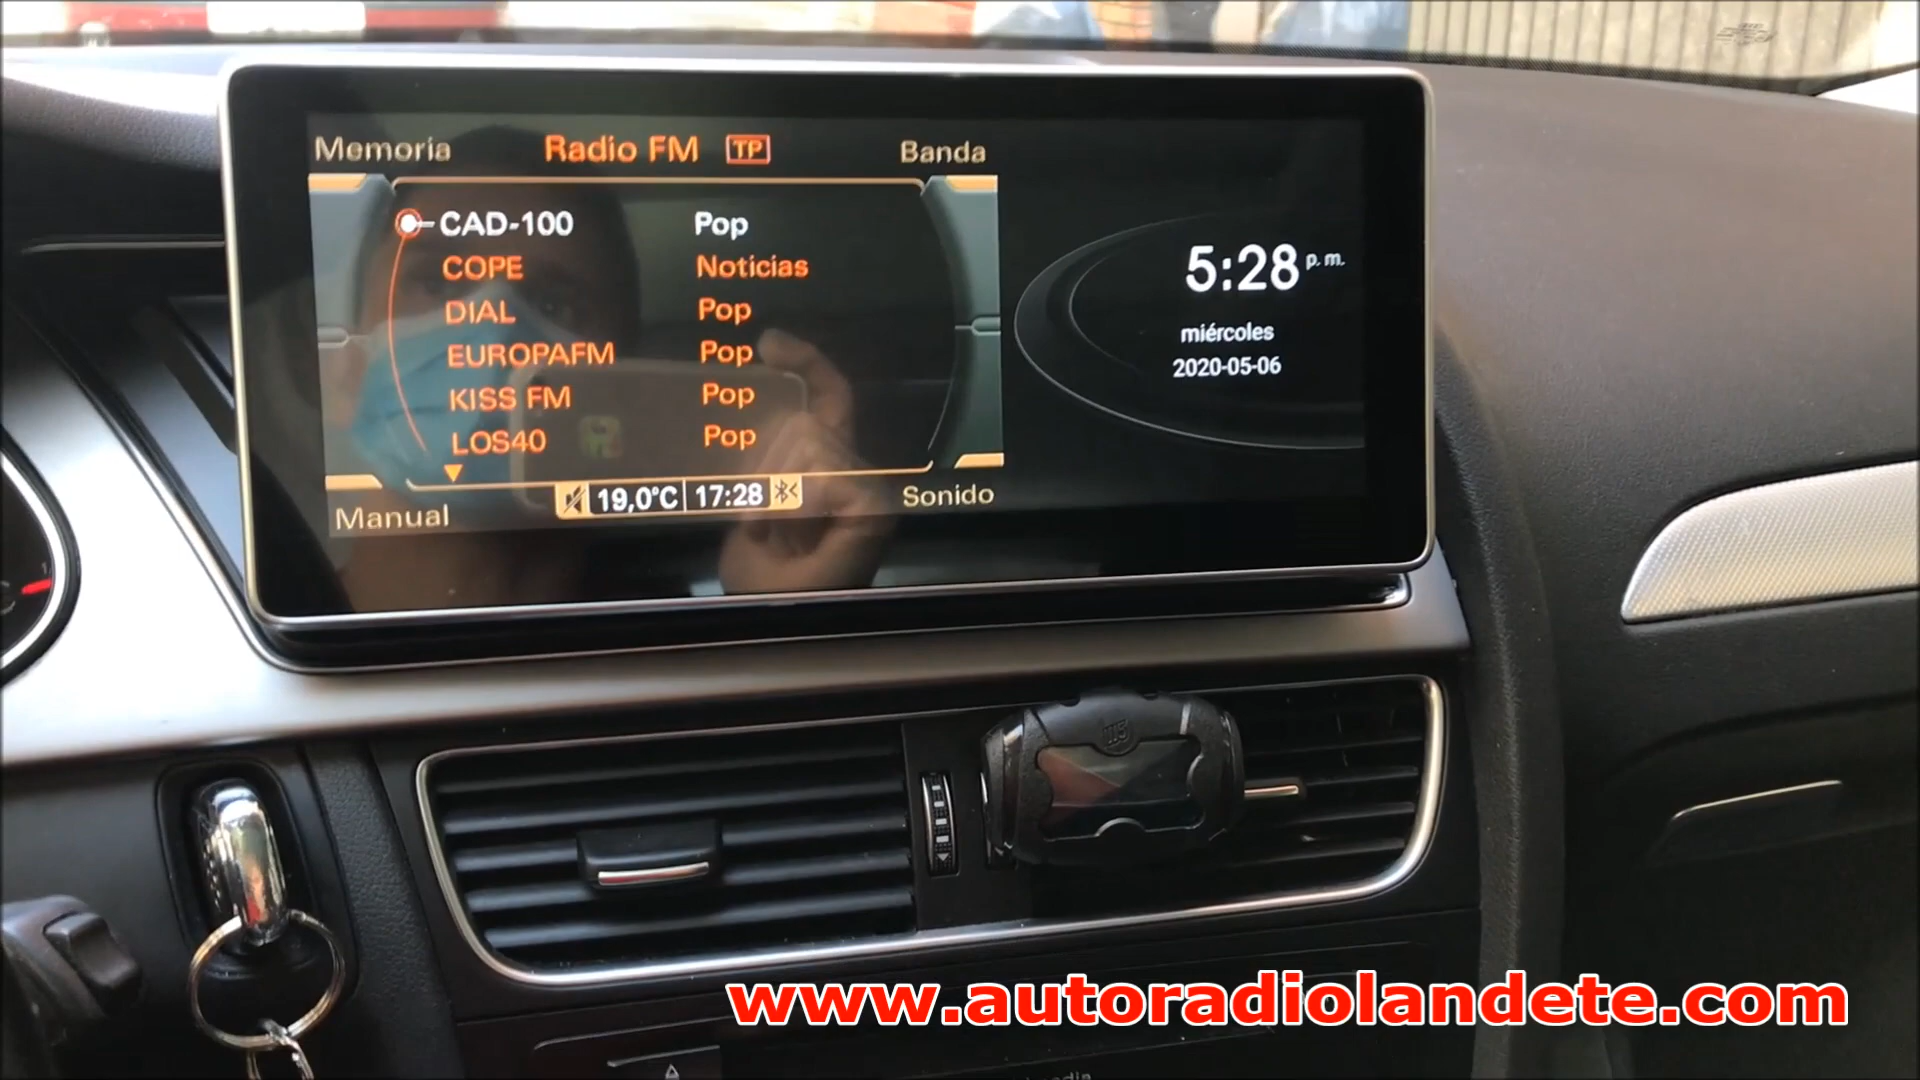 Memoria Radio FM TP Banda
CAD-100 Pop
COPE Noticias
DIAL Pop
EUROPAFM Pop
KISS FM Pop
LOS40 Pop
Manual 19,0°C 17:28 Sonido
5:28 p. m.
miércoles
2020-05-06
www.autoradiolandete.com